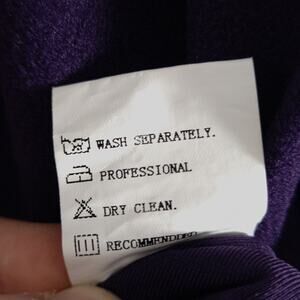 WASH SEPARATELY.
PROFESSIONAL
DRY CLEAN.
RECOMMENDED